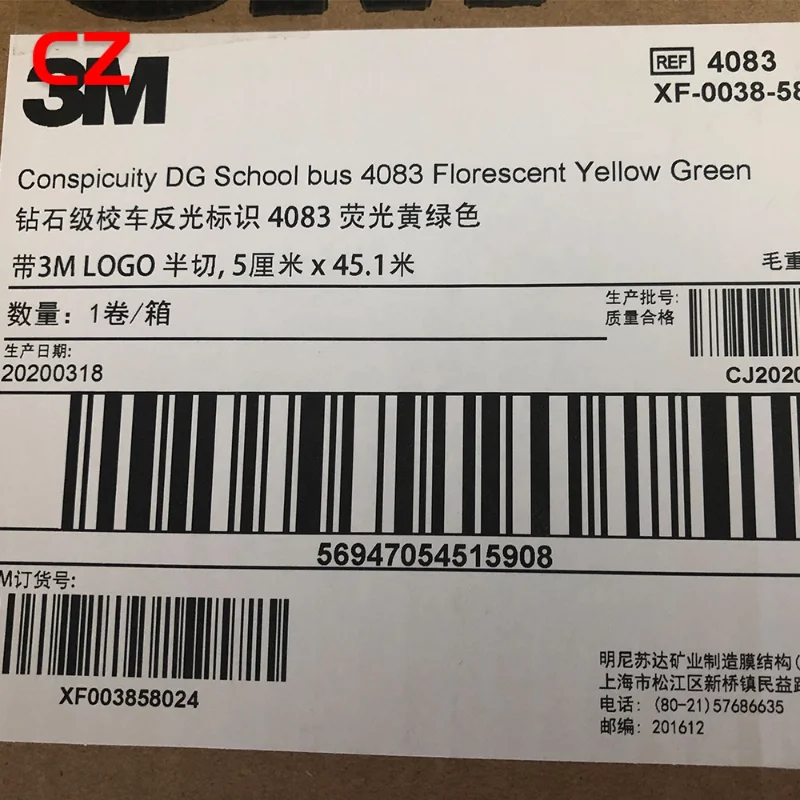 CZ
3M
REF 4083
XF-0038-58
Conspicuity DG School bus 4083 Florescent Yellow Green
钻石级校车反光标识 4083 荧光黄绿色
带3M LOGO 半切, 5厘米 x 45.1米
毛重
数量：1卷/箱
生产批号:
质量合格
生产日期:
20200318
CJ2020
56947054515908
M订货号:
XF003858024
明尼苏达矿业制造膜结构(
上海市松江区新桥镇民益路
电话: (80-21)57686635
邮编: 201612